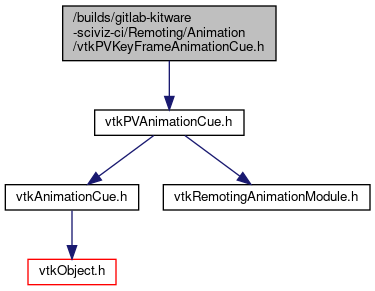 /builds/gitlab-kitware
-sciviz-ci/Remoting/Animation
/vtkPVKeyFrameAnimationCue.h
vtkPVAnimationCue.h
vtkAnimationCue.h
vtkRemotingAnimationModule.h
vtkObject.h